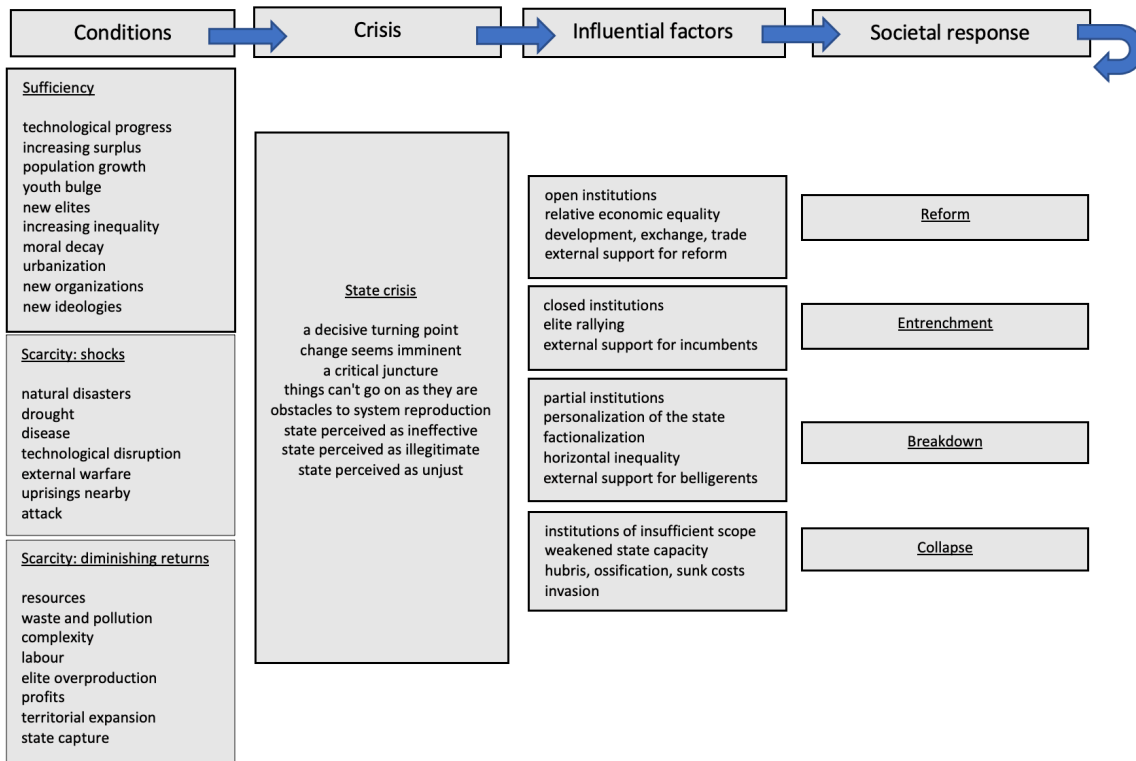 Conditions
Crisis
Influential factors
Societal response
Sufficiency
technological progress
increasing surplus
population growth
youth bulge
new elites
increasing inequality
moral decay
urbanization
new organizations
new ideologies
Scarcity: shocks
natural disasters
drought
disease
technological disruption
external warfare
uprisings nearby
attack
Scarcity: diminishing returns
resources
waste and pollution
complexity
labour
elite overproduction
profits
territorial expansion
state capture
State crisis
a decisive turning point
change seems imminent
a critical juncture
things can't go on as they are
obstacles to system reproduction
state perceived as ineffective
state perceived as illegitimate
state perceived as unjust
open institutions
relative economic equality
development, exchange, trade
external support for reform
closed institutions
elite rallying
external support for incumbents
partial institutions
personalization of the state
factionalization
horizontal inequality
external support for belligerents
institutions of insufficient scope
weakened state capacity
hubris, ossification, sunk costs
invasion
Reform
Entrenchment
Breakdown
Collapse